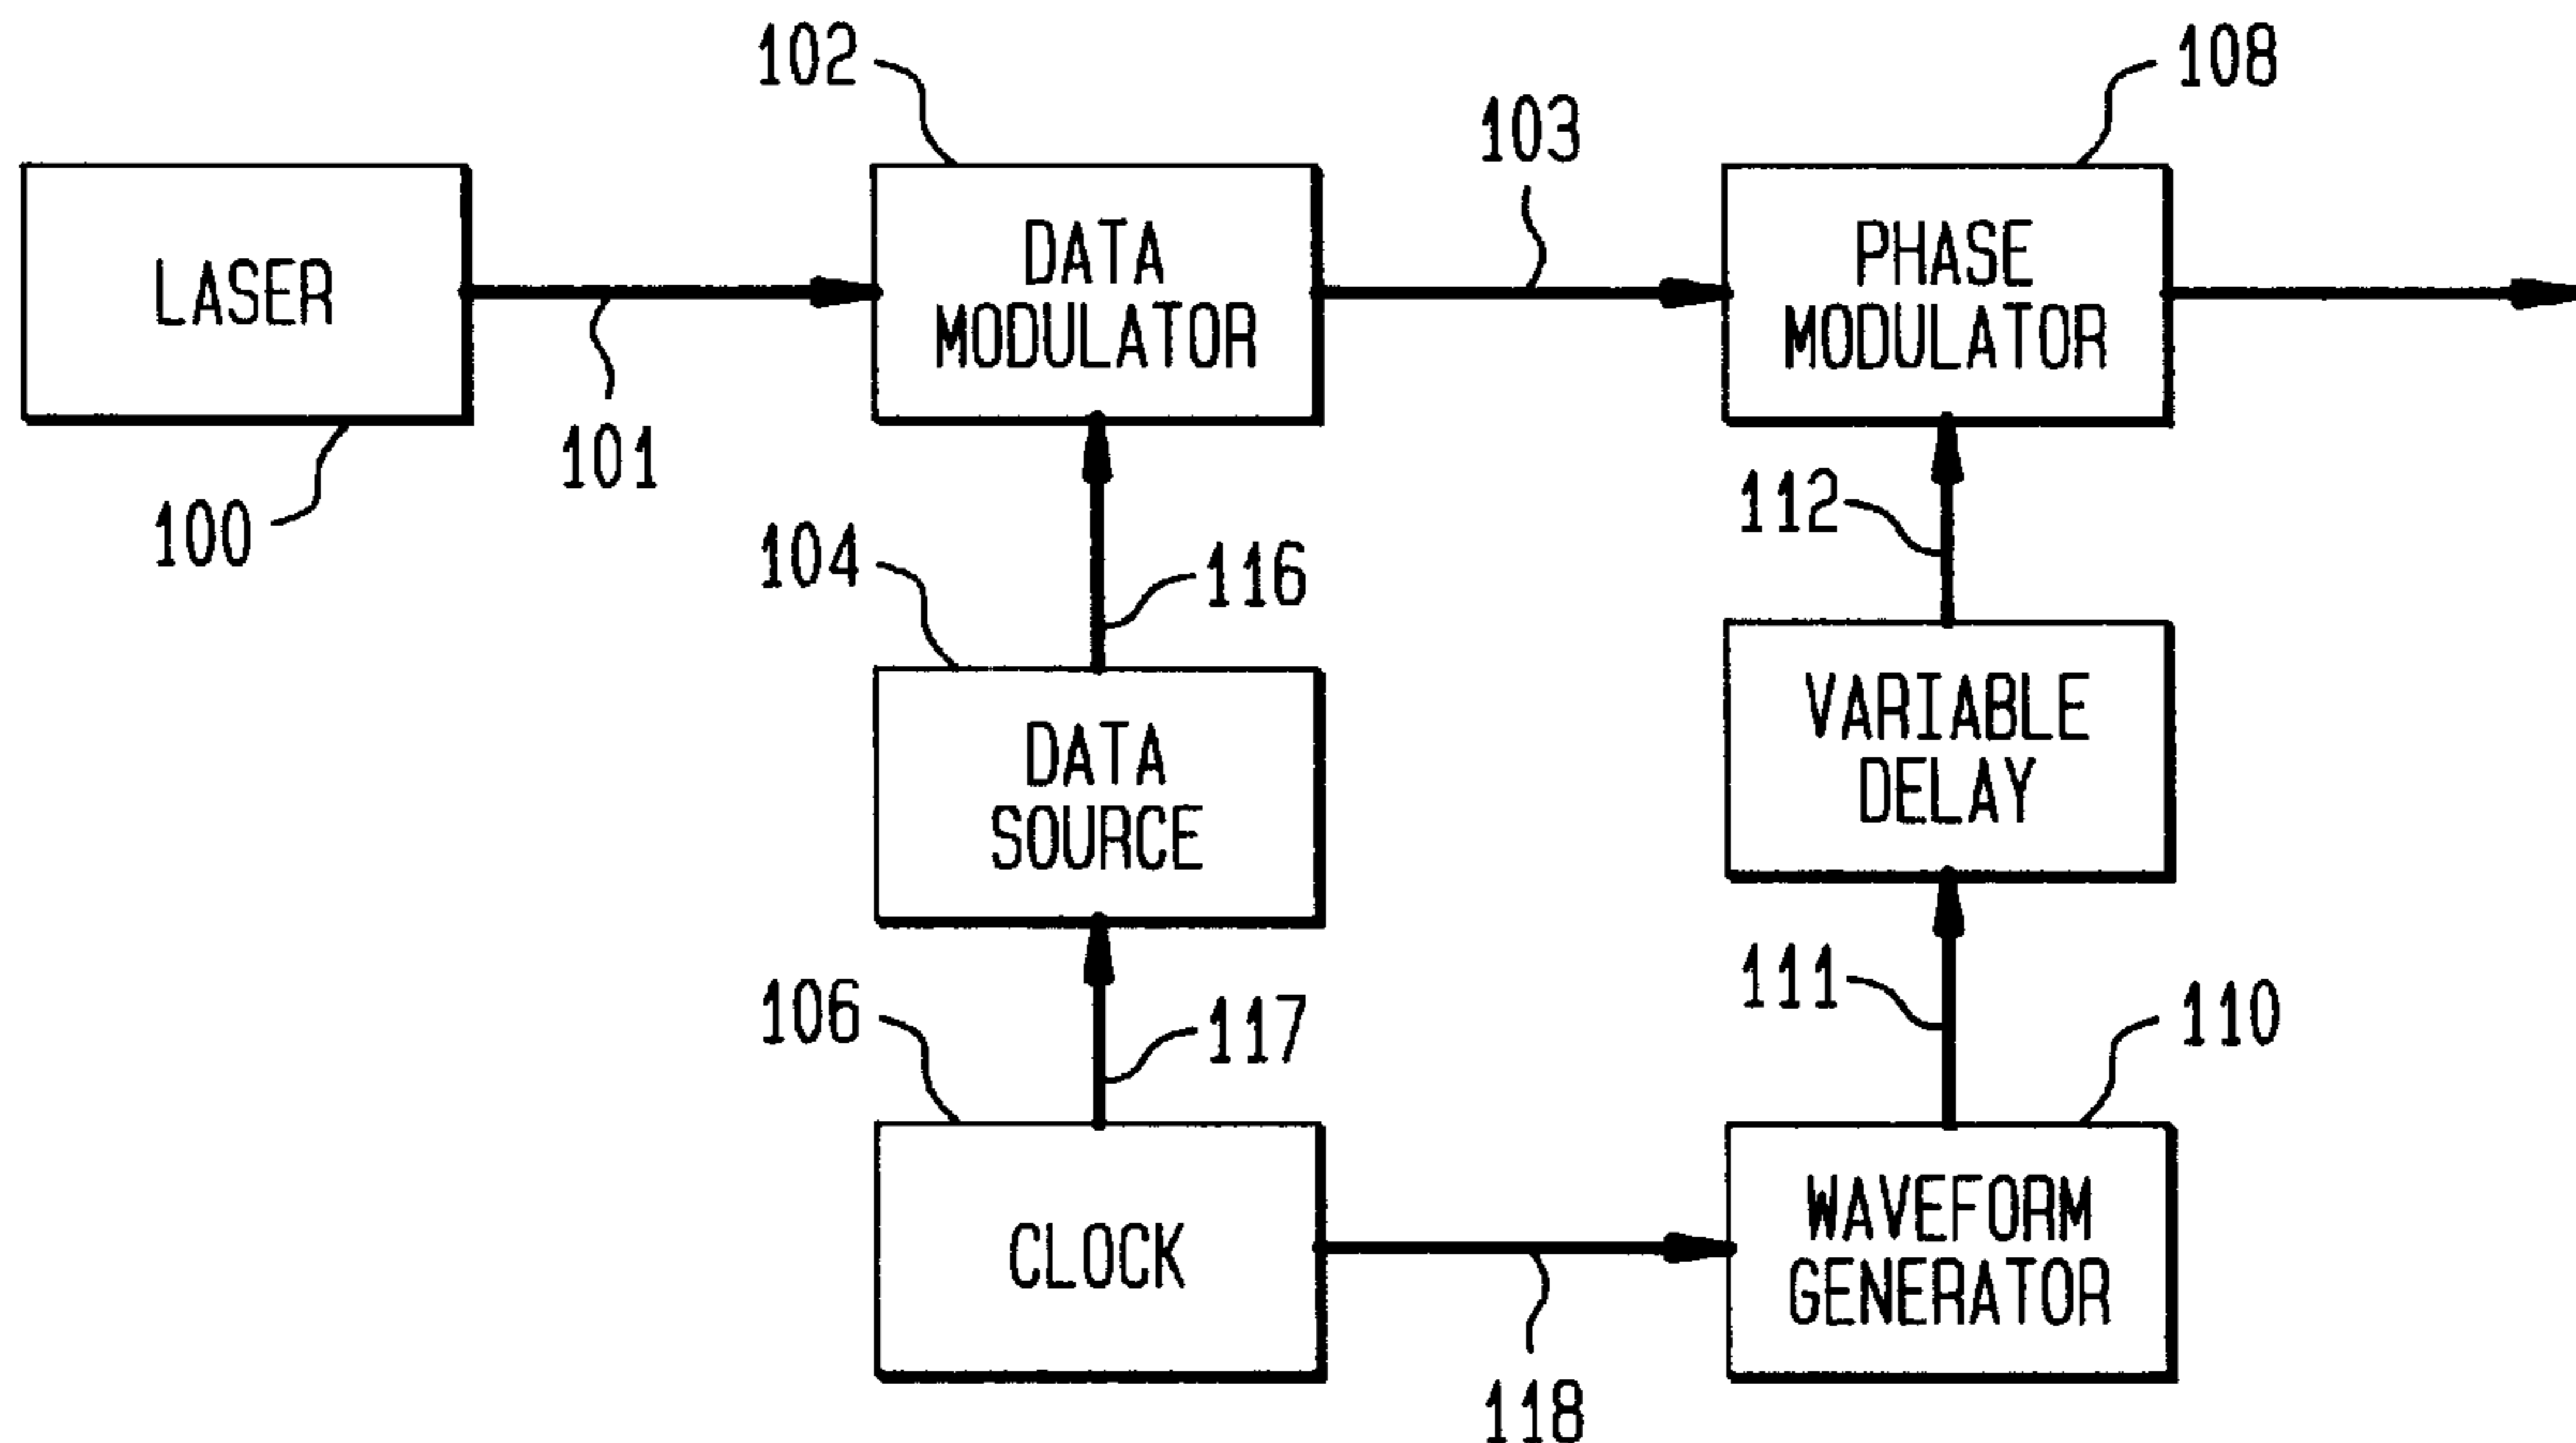 102
108
103
LASER
DATA
MODULATOR
PHASE
MODULATOR
101
100
112
104
116
DATA
SOURCE
VARIABLE
DELAY
106
117
111
110
CLOCK
WAVEFORM
GENERATOR
118